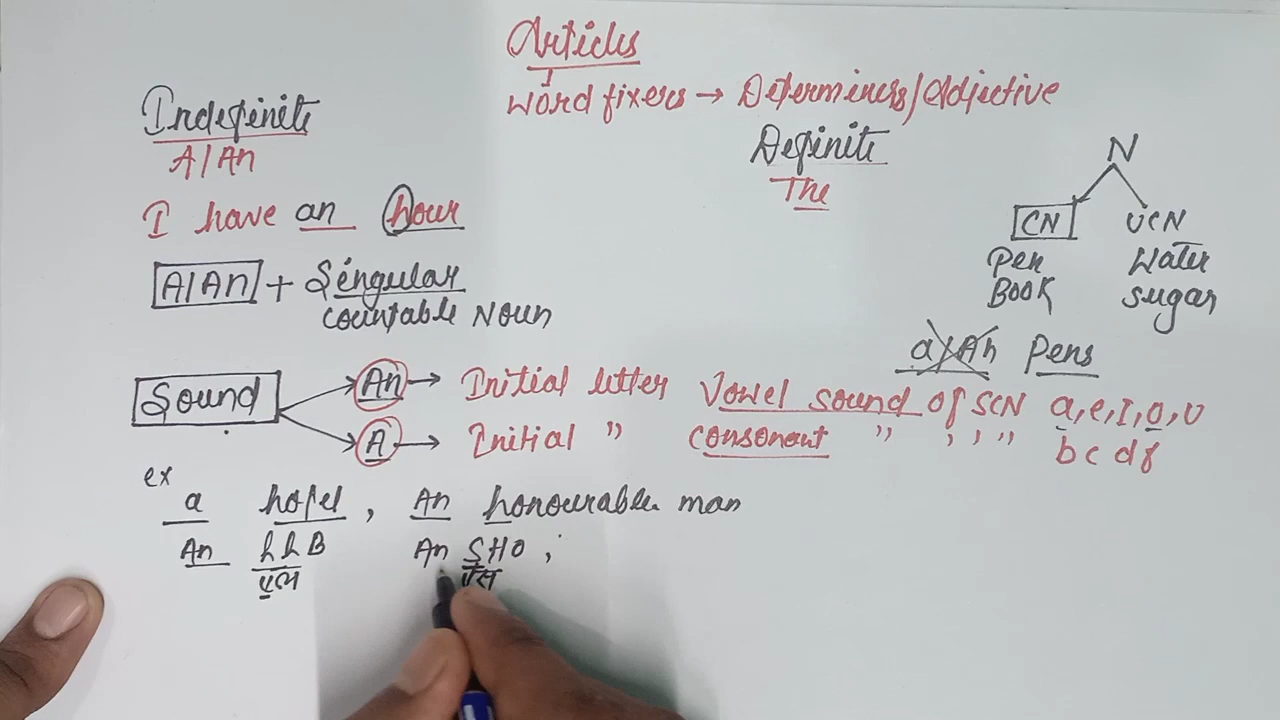 Articles
Word fixers → Determiners/Adjective
Indefinite
A/An
Definite
The
N
CN UCN
Pen Water
Book Sugar
I have an hour
A/An + Singular
countable Noun
a/An Pens
Sound
An → Initial letter Vowel sound of SCN a, e, I, o, U
A → Initial " consonant " " " b c d f
ex
a hotel, An honourable man
An LLB An SHO ;
एल एस